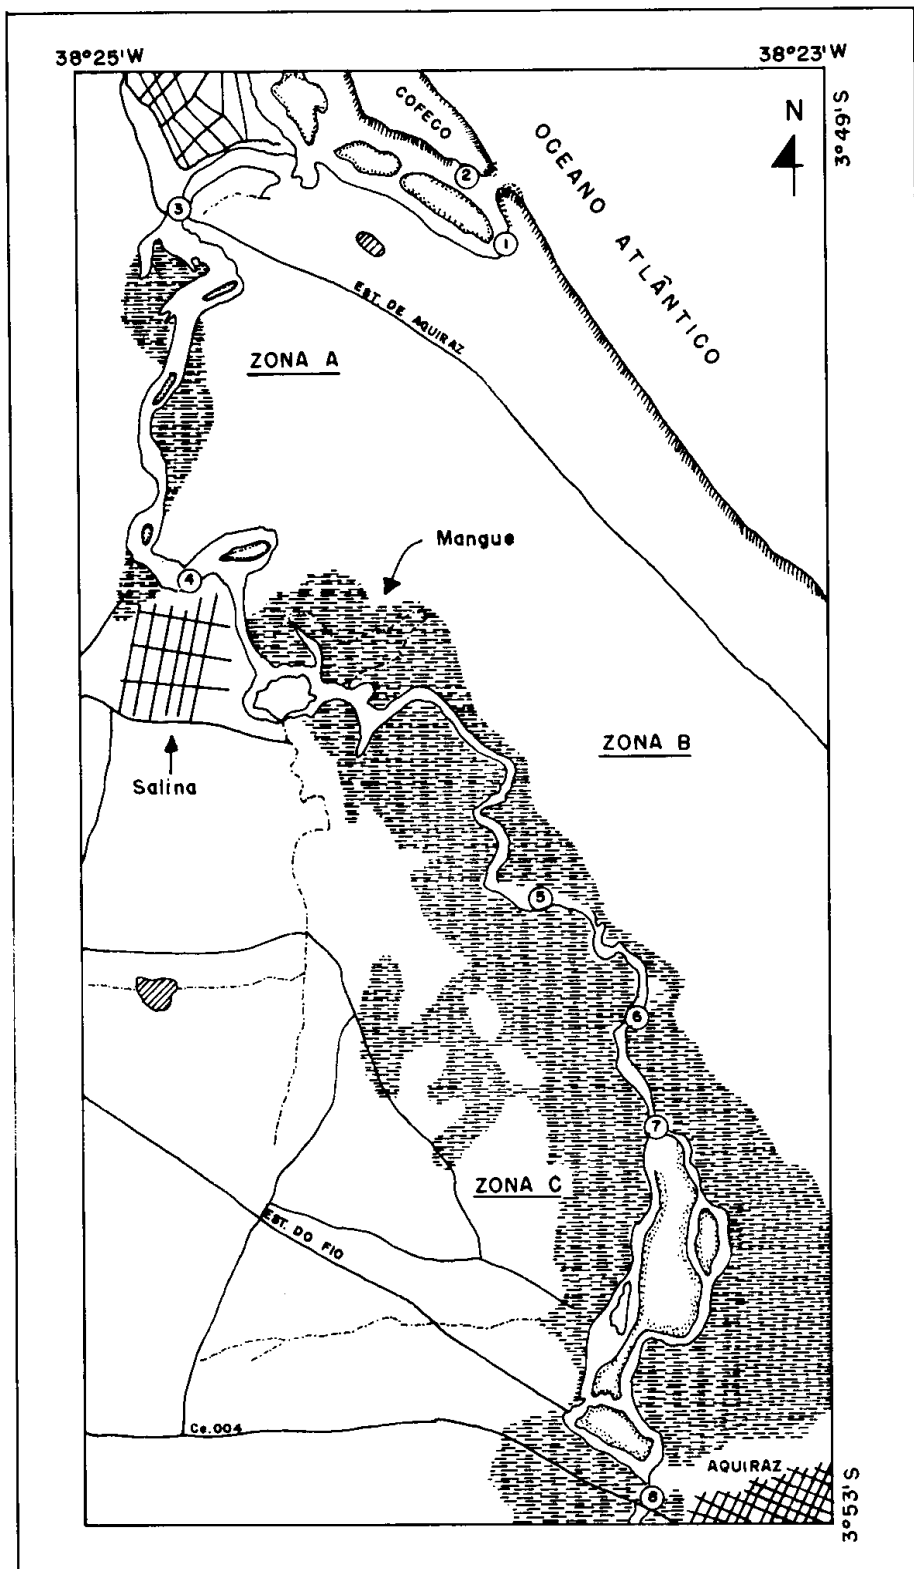 38°25'W
38°23'W
3°49'S
N
COFECO
OCEANO ATLÂNTICO
2
3
1
EST. DE AQUIRAZ
ZONA A
Mangue
4
ZONA B
Salina
5
6
7
ZONA C
EST. DO FIO
Ce.004
AQUIRAZ
8
3°53'S